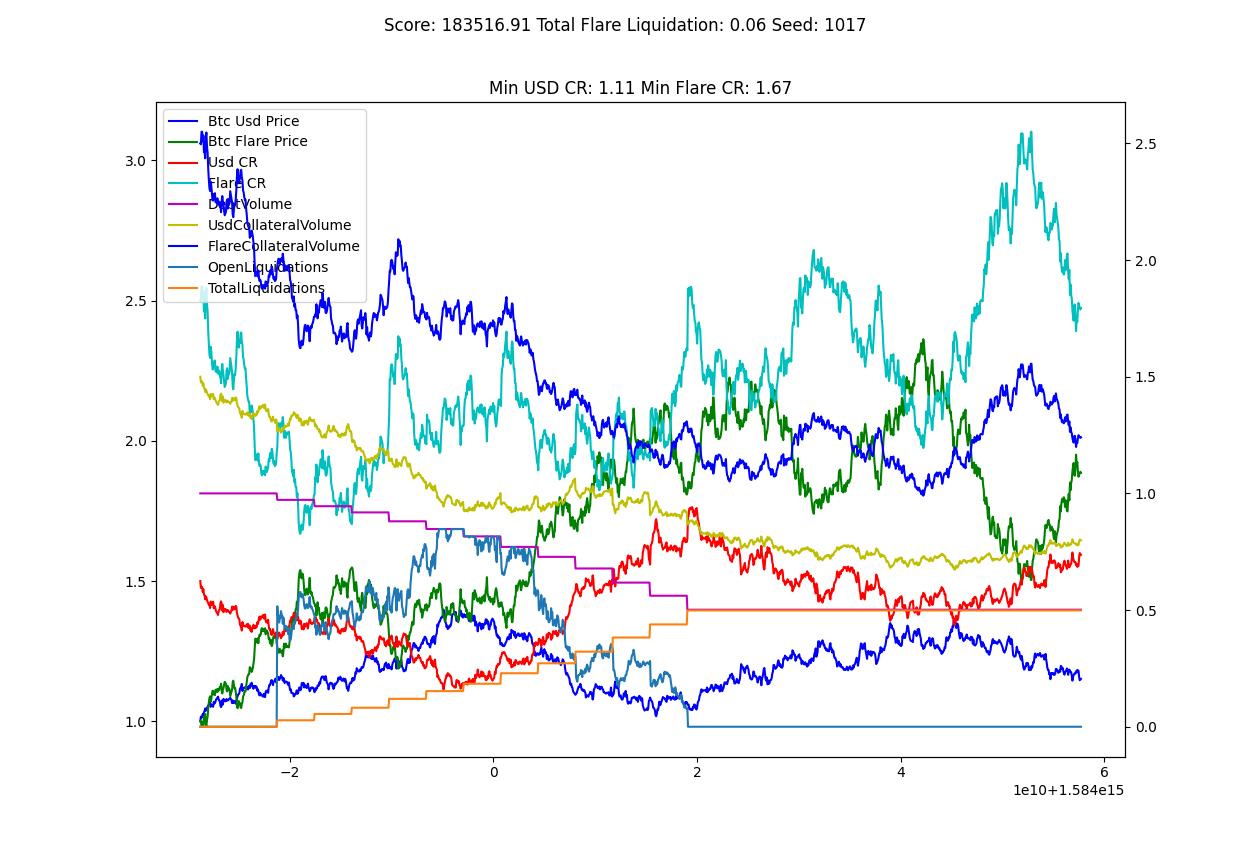 Score: 183516.91 Total Flare Liquidation: 0.06 Seed: 1017
Min USD CR: 1.11 Min Flare CR: 1.67
Btc Usd Price
Btc Flare Price
Usd CR
Flare CR
DebtVolume
UsdCollateralVolume
FlareCollateralVolume
OpenLiquidations
TotalLiquidations
3.0
2.5
2.0
1.5
1.0
2.5
2.0
1.5
1.0
0.5
0.0
−2
0
2
4
6
1e10+1.584e15